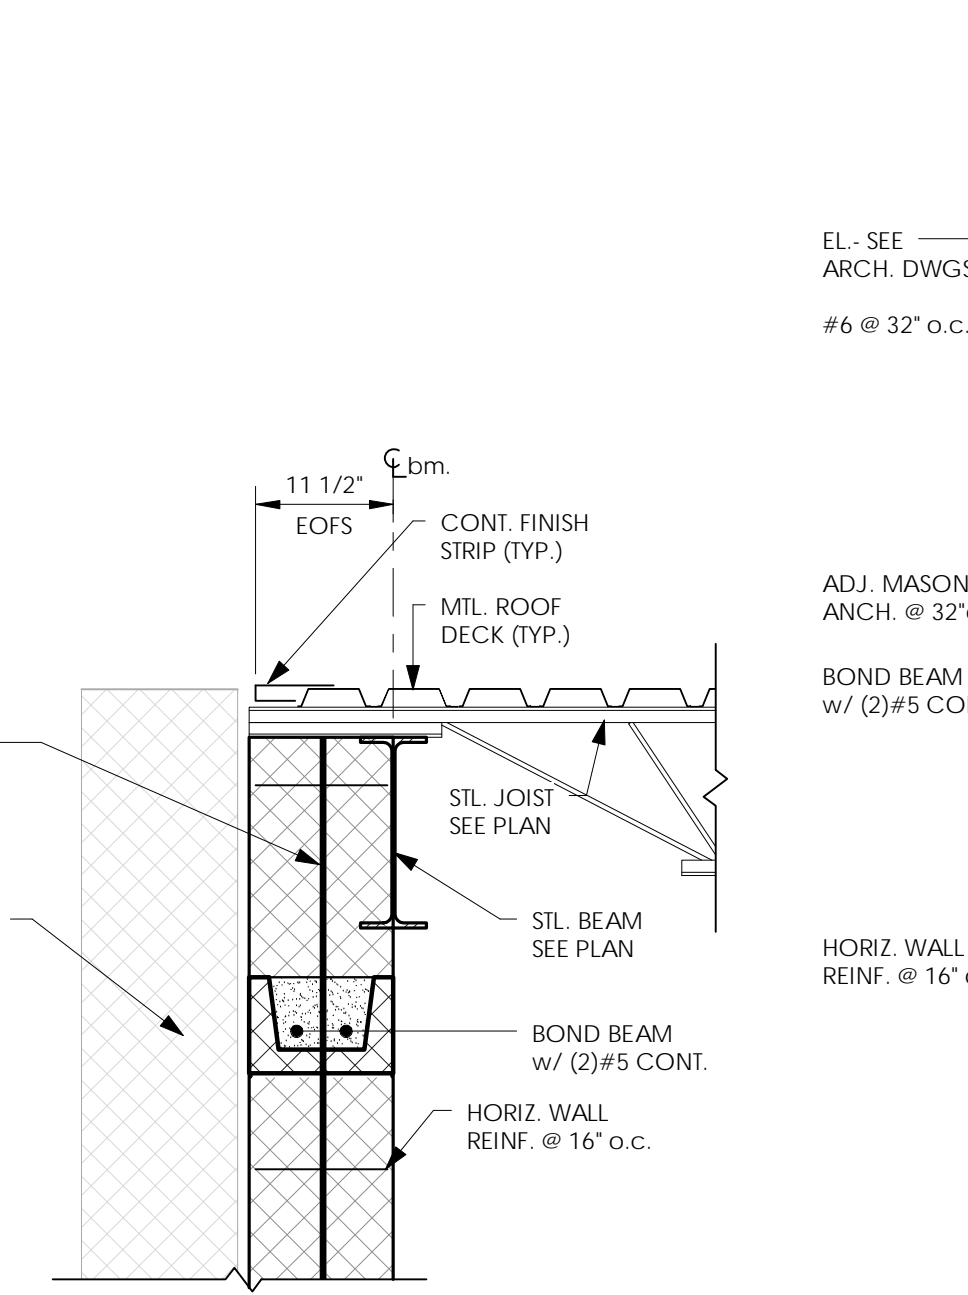 EL.- SEE
ARCH. DWGS
#6 @ 32" o.c.
℄ bm.
11 1/2"
EOFS
CONT. FINISH
STRIP (TYP.)
MTL. ROOF
DECK (TYP.)
STL. JOIST
SEE PLAN
STL. BEAM
SEE PLAN
BOND BEAM
w/ (2)#5 CONT.
HORIZ. WALL
REINF. @ 16" o.c.
ADJ. MASON
ANCH. @ 32"
BOND BEAM
w/ (2)#5
HORIZ. WALL
REINF. @ 16"